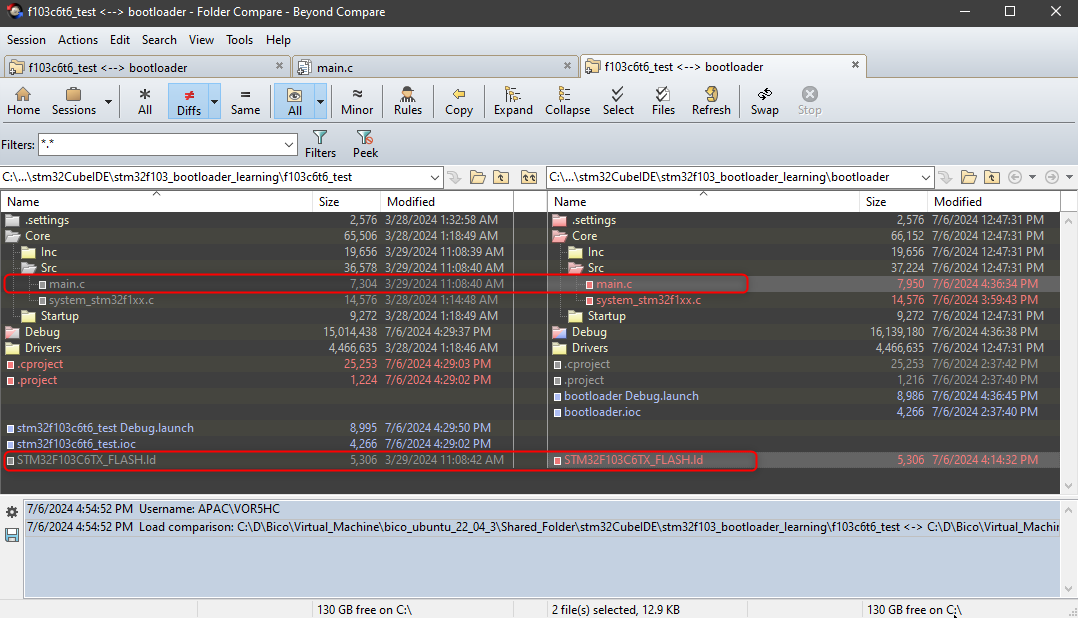 f103c6t6_test <--> bootloader - Folder Compare - Beyond Compare
Session Actions Edit Search View Tools Help
f103c6t6_test <--> bootloader main.c f103c6t6_test <--> bootloader
Home Sessions All Diffs Same All Minor Rules Copy Expand Collapse Select Files Refresh Swap Stop
Filters: *.* Filters Peek
C:\...\stm32CubeIDE\stm32f103_bootloader_learning\f103c6t6_test C:\...\stm32CubeIDE\stm32f103_bootloader_learning\bootloader
Name Size Modified Name Size Modified
.settings 2,576 3/28/2024 1:32:58 AM .settings 2,576 7/6/2024 12:47:31 PM
Core 65,506 3/28/2024 1:18:49 AM Core 66,152 7/6/2024 12:47:31 PM
Inc 19,656 3/29/2024 11:08:39 AM Inc 19,656 7/6/2024 12:47:31 PM
Src 36,578 3/29/2024 11:08:40 AM Src 37,224 7/6/2024 12:47:31 PM
main.c 7,304 3/29/2024 11:08:40 AM main.c 7,950 7/6/2024 4:36:34 PM
system_stm32f1xx.c 14,576 3/28/2024 1:14:48 AM system_stm32f1xx.c 14,576 7/6/2024 3:59:43 PM
Startup 9,272 3/28/2024 1:18:49 AM Startup 9,272 7/6/2024 12:47:31 PM
Debug 15,014,438 7/6/2024 4:29:37 PM Debug 16,139,180 7/6/2024 4:36:38 PM
Drivers 4,466,635 3/28/2024 1:18:46 AM Drivers 4,466,635 7/6/2024 12:47:31 PM
.cproject 25,253 7/6/2024 4:29:03 PM .cproject 25,253 7/6/2024 2:37:42 PM
.project 1,224 7/6/2024 4:29:02 PM .project 1,216 7/6/2024 2:37:40 PM
bootloader Debug.launch 8,986 7/6/2024 4:36:45 PM
bootloader.ioc 4,266 7/6/2024 2:37:40 PM
stm32f103c6t6_test Debug.launch 8,995 7/6/2024 4:29:50 PM
stm32f103c6t6_test.ioc 4,266 7/6/2024 4:29:02 PM
STM32F103C6TX_FLASH.ld 5,306 3/29/2024 11:08:42 AM STM32F103C6TX_FLASH.ld 5,306 7/6/2024 4:14:32 PM
7/6/2024 4:54:52 PM Username: APAC\VOR5HC
7/6/2024 4:54:52 PM Load comparison: C:\D\Bico\Virtual_Machine\bico_ubuntu_22_04_3\Shared_Folder\stm32CubeIDE\stm32f103_bootloader_learning\f103c6t6_test <-> C:\D\Bico\Virtual_Machin
130 GB free on C:\ 2 file(s) selected, 12.9 KB 130 GB free on C:\